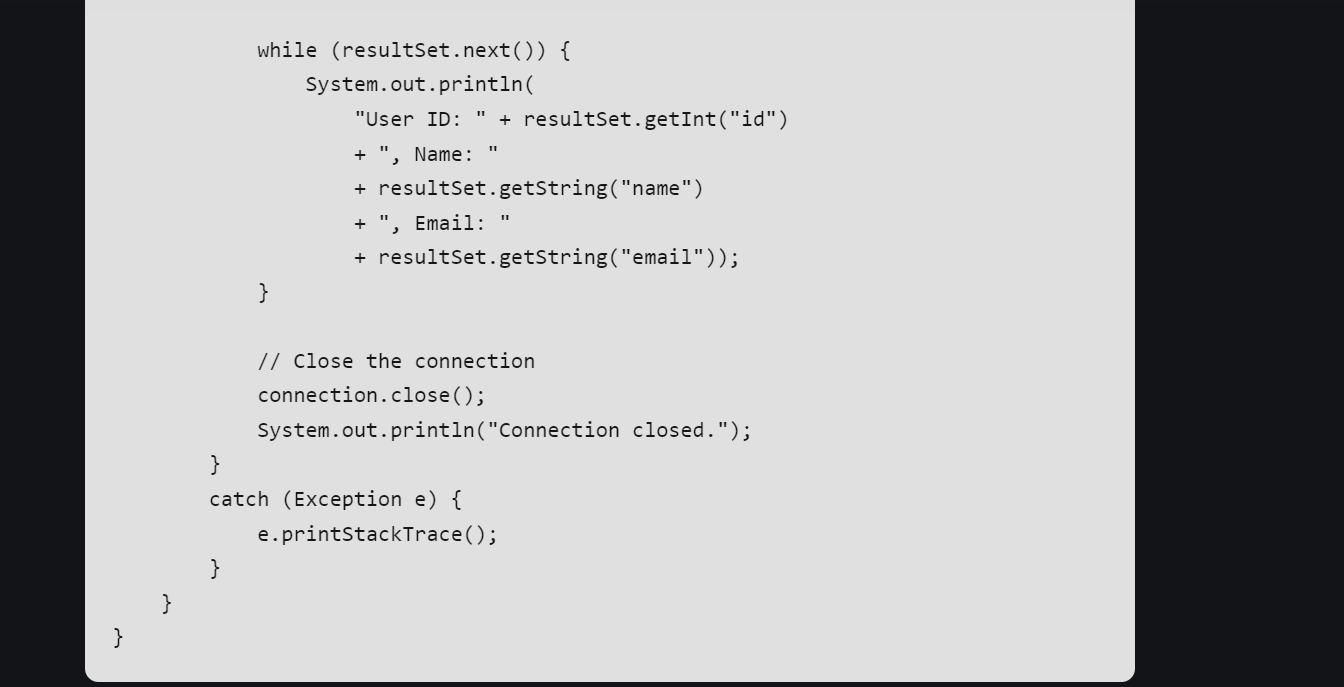 while (resultSet.next()) {
                System.out.println(
                    "User ID: " + resultSet.getInt("id")
                    + ", Name: "
                    + resultSet.getString("name")
                    + ", Email: "
                    + resultSet.getString("email"));
            }

            // Close the connection
            connection.close();
            System.out.println("Connection closed.");
        }
        catch (Exception e) {
            e.printStackTrace();
        }
    }
}